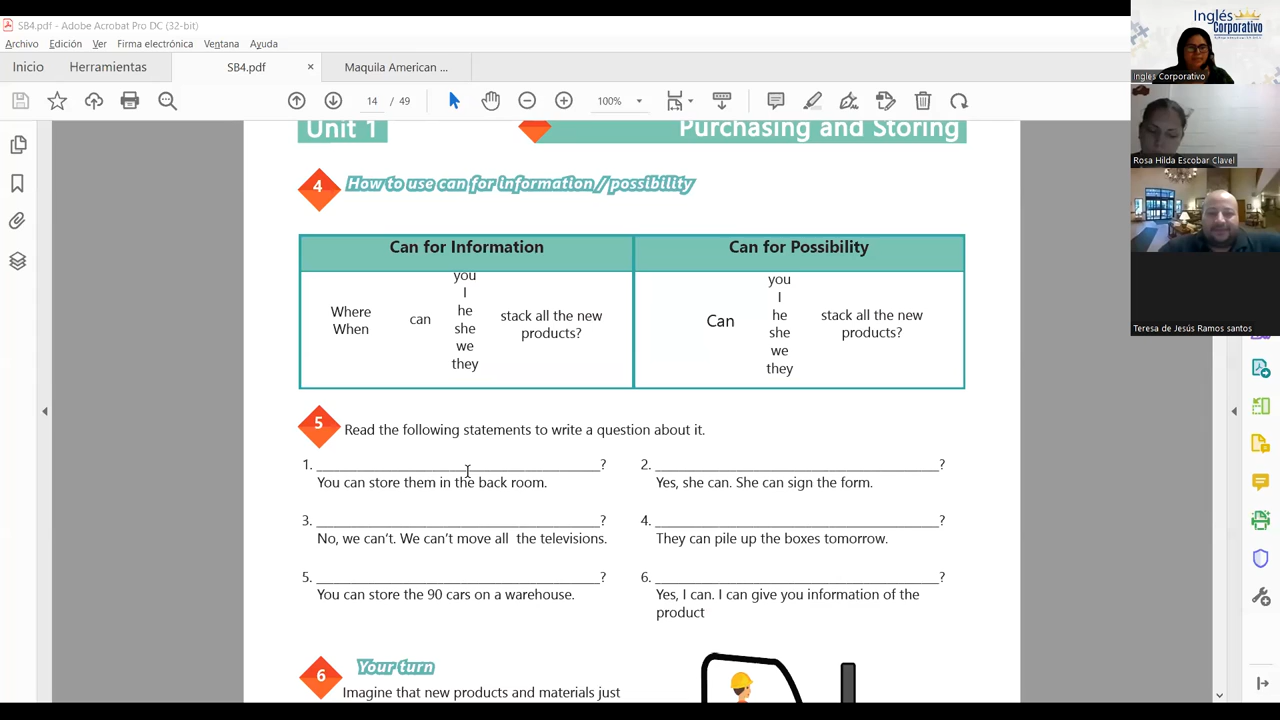 SB4.pdf - Adobe Acrobat Pro DC (32-bit)
Archivo Edición Ver Firma electrónica Ventana Ayuda
Inicio Herramientas SB4.pdf × Maquila American ...
14 / 49 100%
Unit 1 Purchasing and Storing
4 How to use can for information / possibility
Can for Information Can for Possibility
Where
When
can
you
I
he
she
we
they
stack all the new
products?
Can
you
I
he
she
we
they
stack all the new
products?
5 Read the following statements to write a question about it.
1. ______________________________________?
You can store them in the back room.
2. ______________________________________?
Yes, she can. She can sign the form.
3. ______________________________________?
No, we can't. We can't move all the televisions.
4. ______________________________________?
They can pile up the boxes tomorrow.
5. ______________________________________?
You can store the 90 cars on a warehouse.
6. ______________________________________?
Yes, I can. I can give you information of the
product
6 Your turn
Imagine that new products and materials just
Inglés
Corporativo
Ingles Corporativo
Rosa Hilda Escobar Clavel
Teresa de Jesús Ramos santos